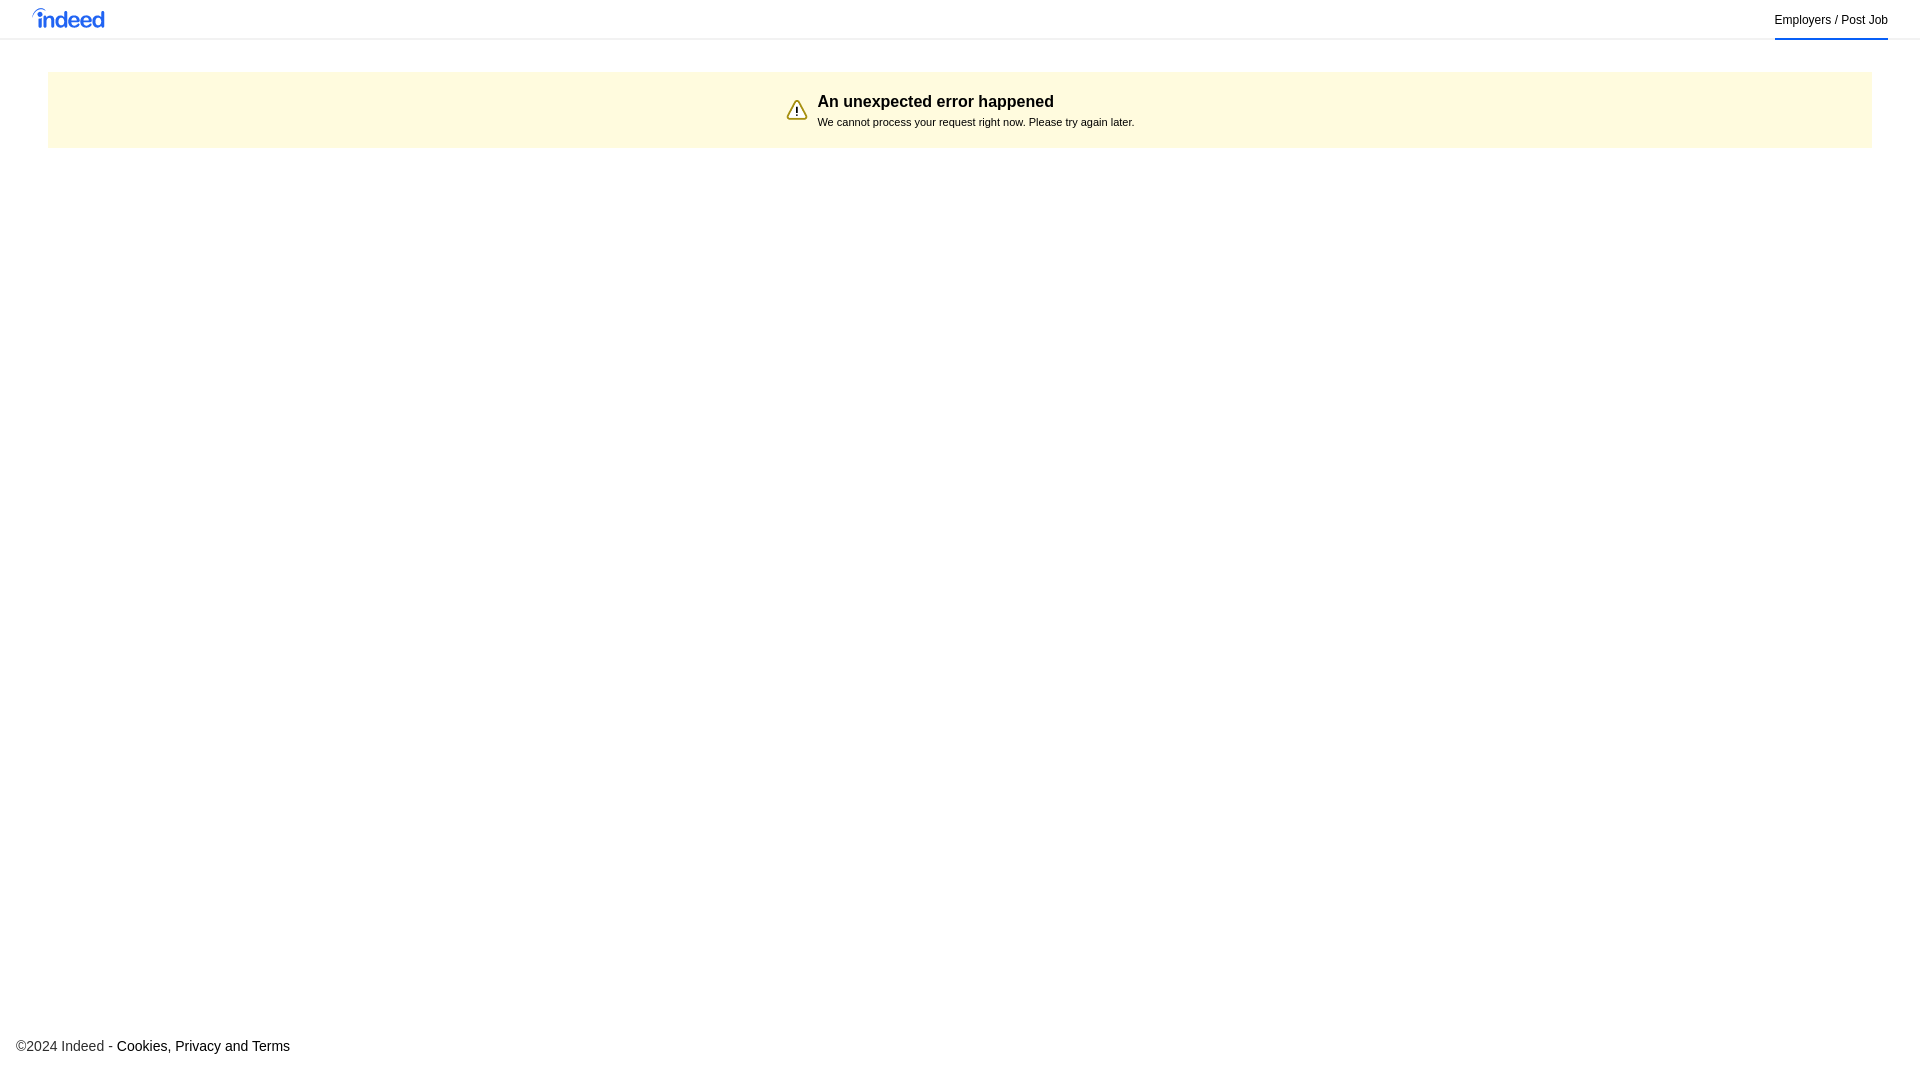 indeed
Employers / Post Job
An unexpected error happened
We cannot process your request right now. Please try again later.
©2024 Indeed - Cookies, Privacy and Terms